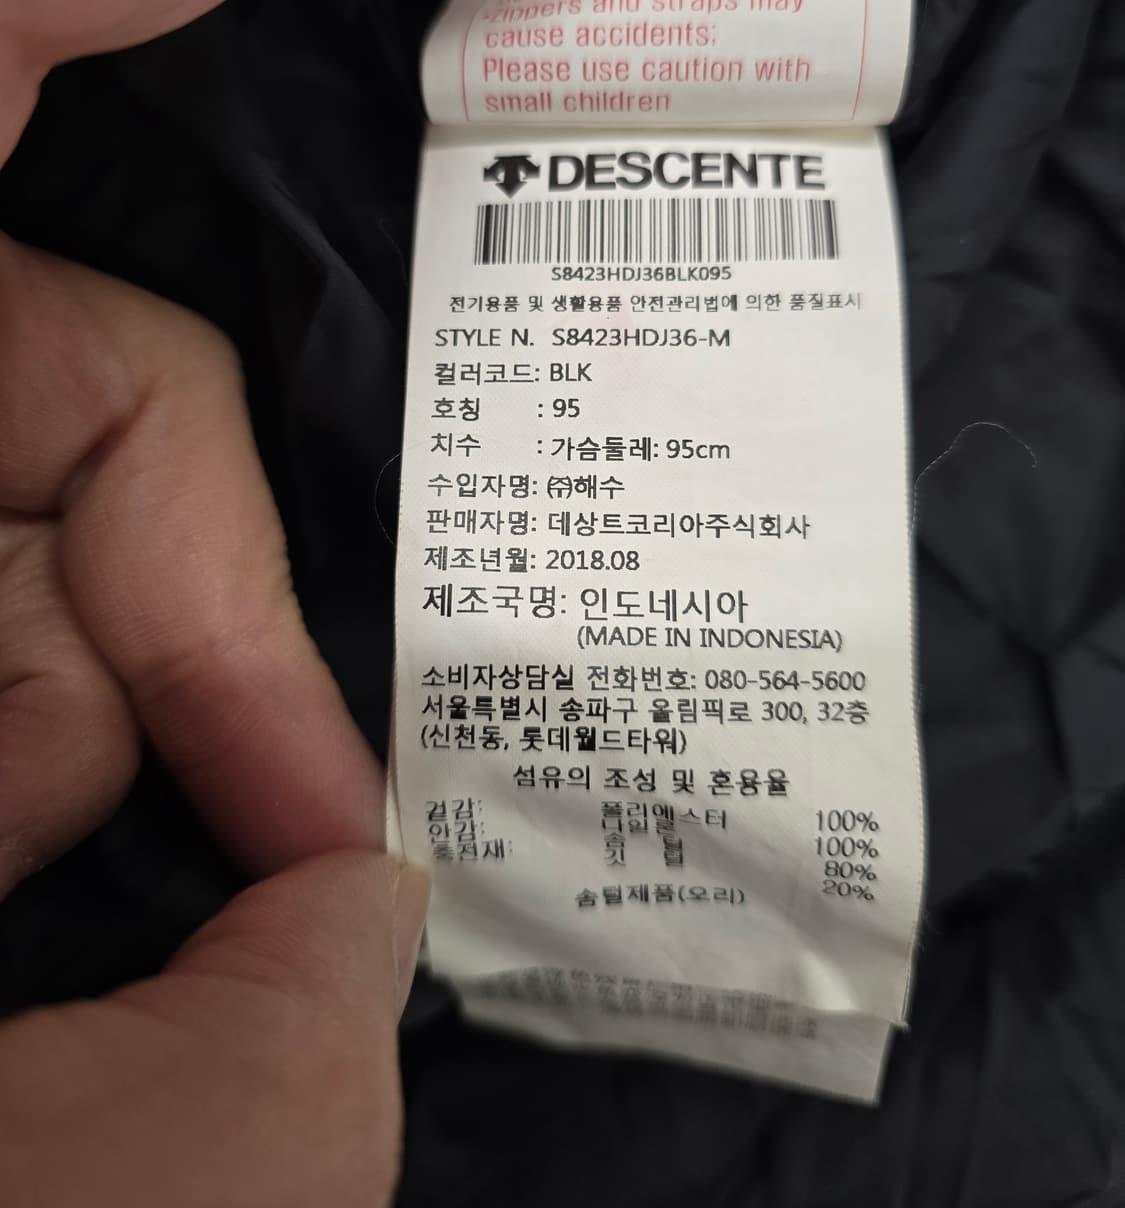 -zippers and straps may
cause accidents;
Please use caution with
small children
DESCENTE
S8423HDJ36BLK095
전기용품 및 생활용품 안전관리법에 의한 품질표시
STYLE N. S8423HDJ36-M
컬러코드: BLK
호칭 : 95
치수 : 가슴둘레: 95cm
수입자명: ㈜해수
판매자명: 데상트코리아주식회사
제조년월: 2018.08
제조국명: 인도네시아
(MADE IN INDONESIA)
소비자상담실 전화번호: 080-564-5600
서울특별시 송파구 올림픽로 300, 32층
(신천동, 롯데월드타워)
섬유의 조성 및 혼용율
겉감: 폴리에스터 100%
안감: 나일론 100%
충전재: 솜털 80%
깃털 20%
솜털제품(오리)